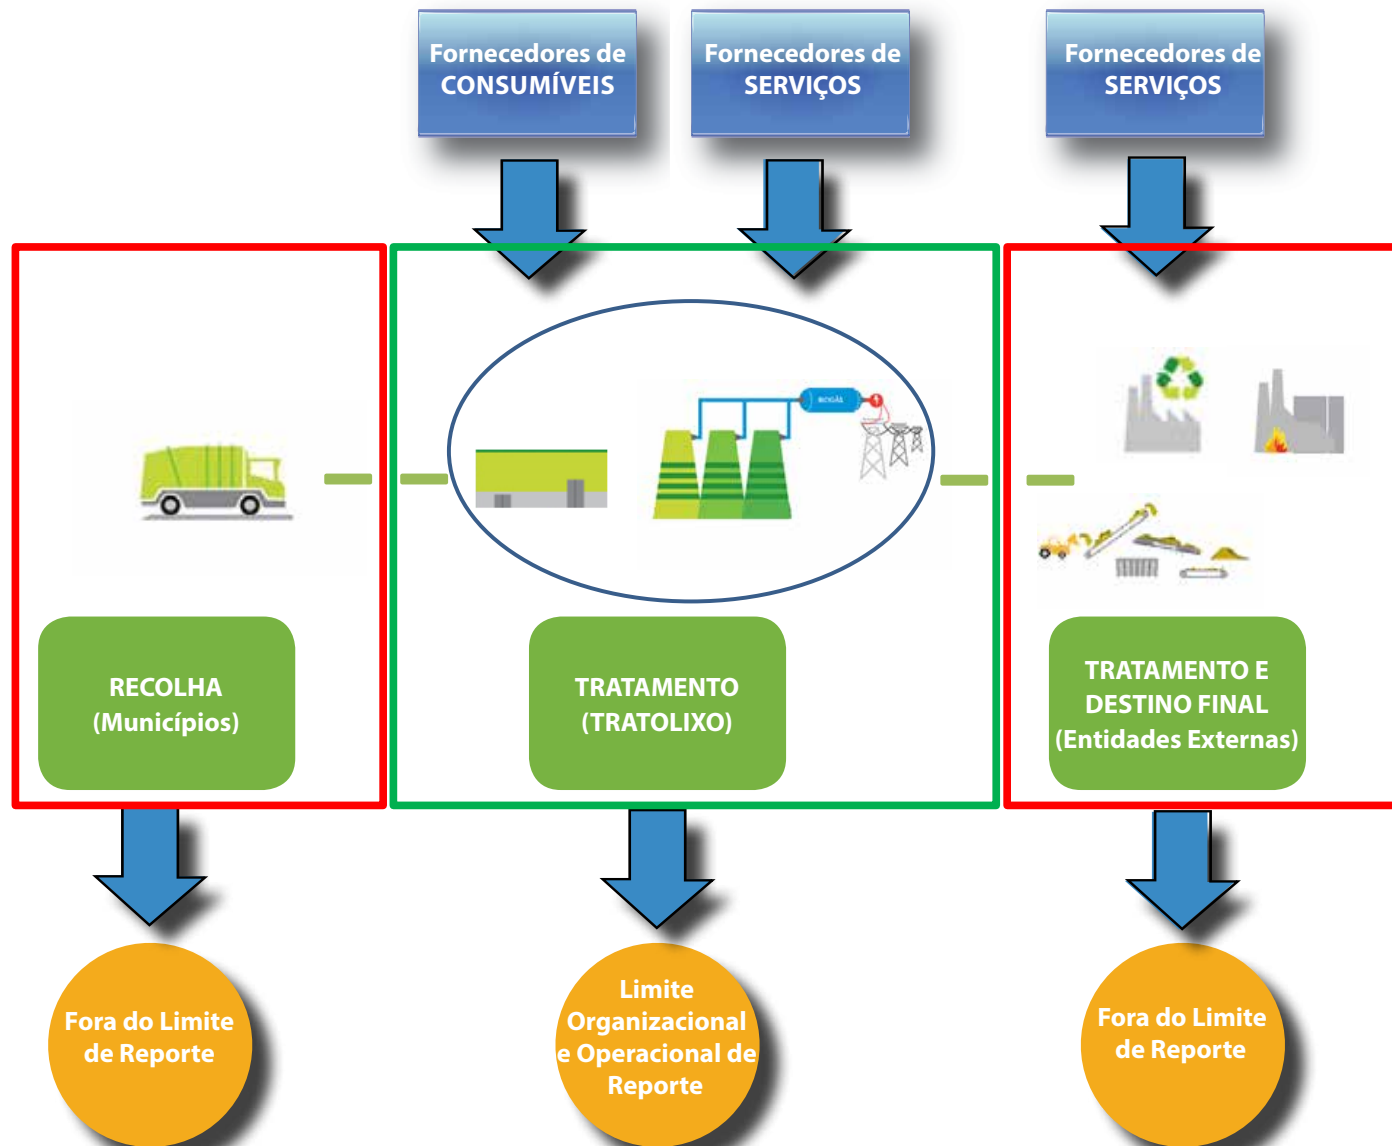 Fornecedores de
CONSUMÍVEIS
Fornecedores de
SERVIÇOS
Fornecedores de
SERVIÇOS
BIOGÁS
RECOLHA
(Municípios)
TRATAMENTO
(TRATOLIXO)
TRATAMENTO E
DESTINO FINAL
(Entidades Externas)
Fora do Limite
de Reporte
Limite
Organizacional
e Operacional de
Reporte
Fora do Limite
de Reporte